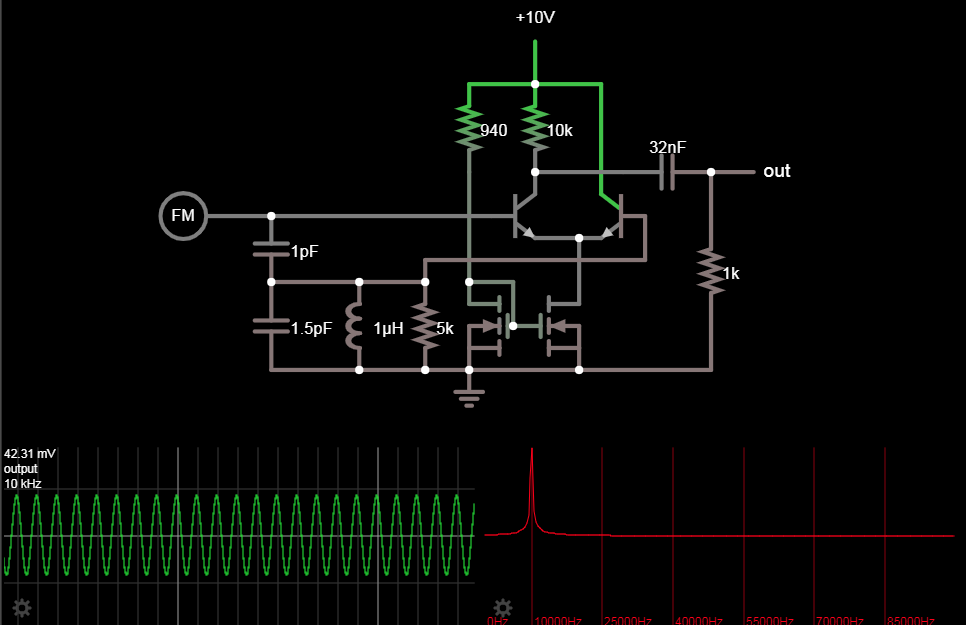 +10V
940
10k
32nF
out
FM
1pF
1k
1.5pF
1μH
5k
42.31 mV
output
10 kHz
0Hz
10000Hz
25000Hz
40000Hz
55000Hz
70000Hz
85000Hz